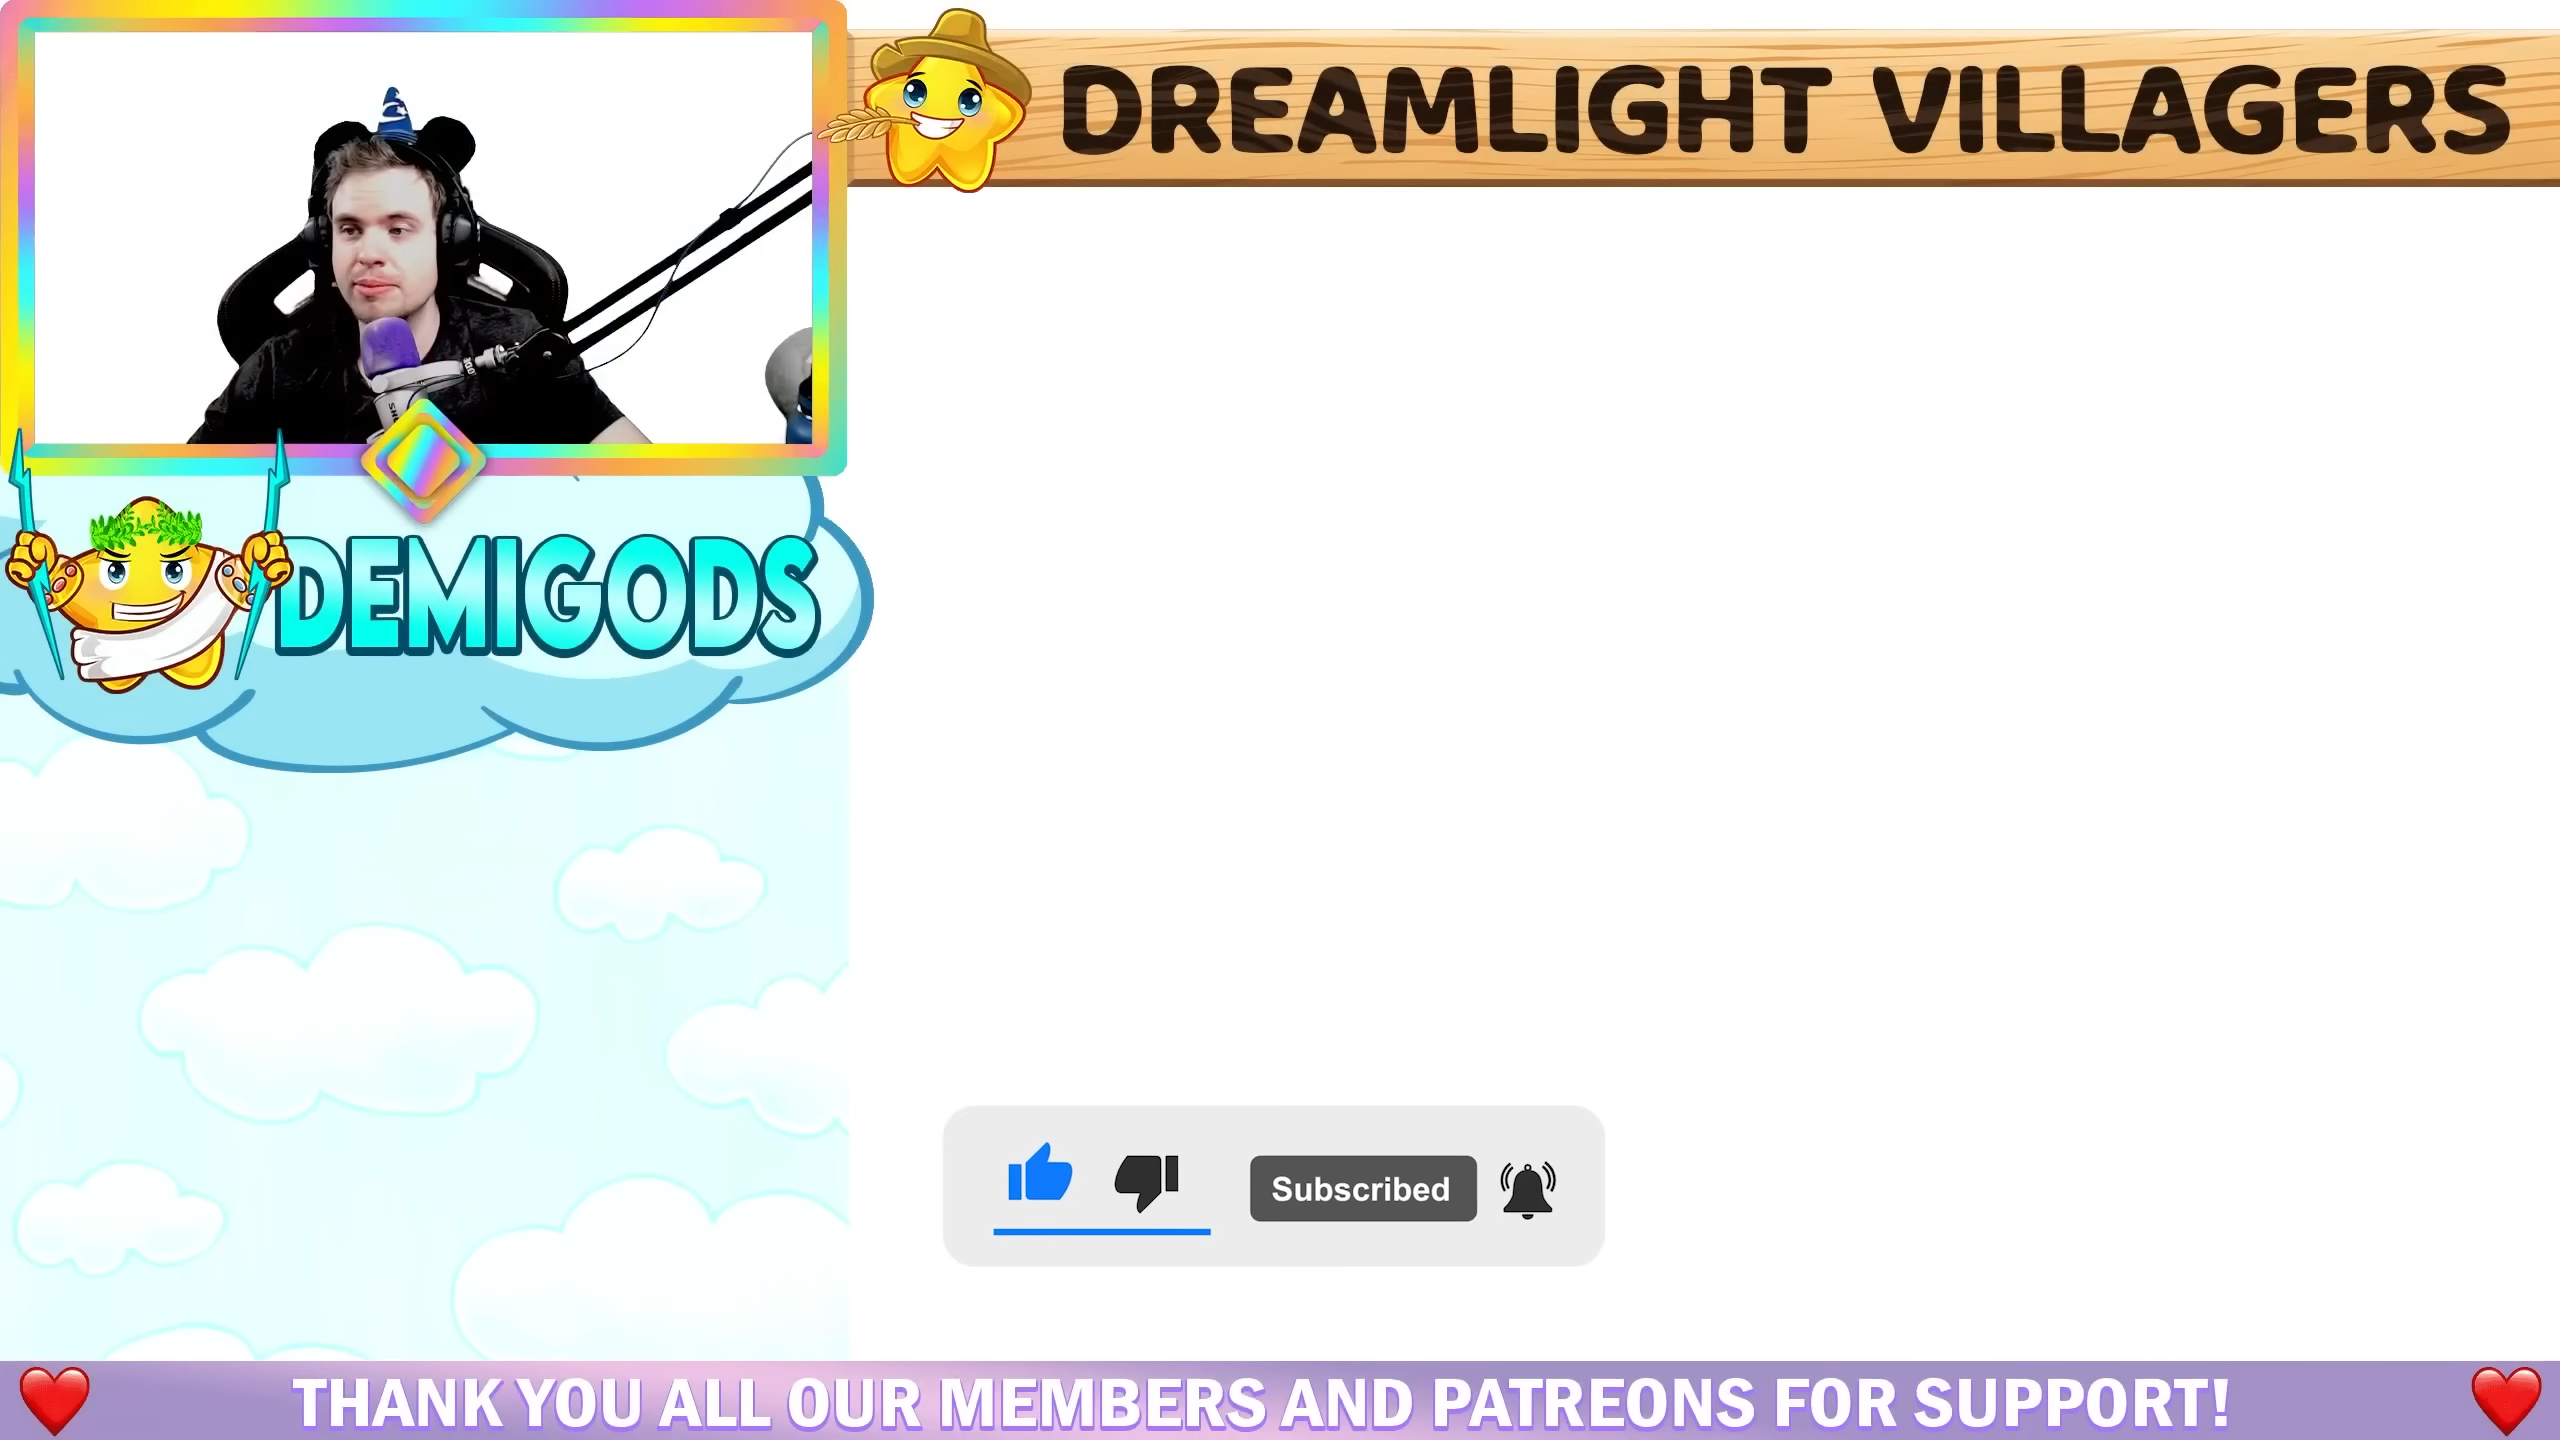 DREAMLIGHT VILLAGERS
DEMIGODS
Subscribed
THANK YOU ALL OUR MEMBERS AND PATREONS FOR SUPPORT!